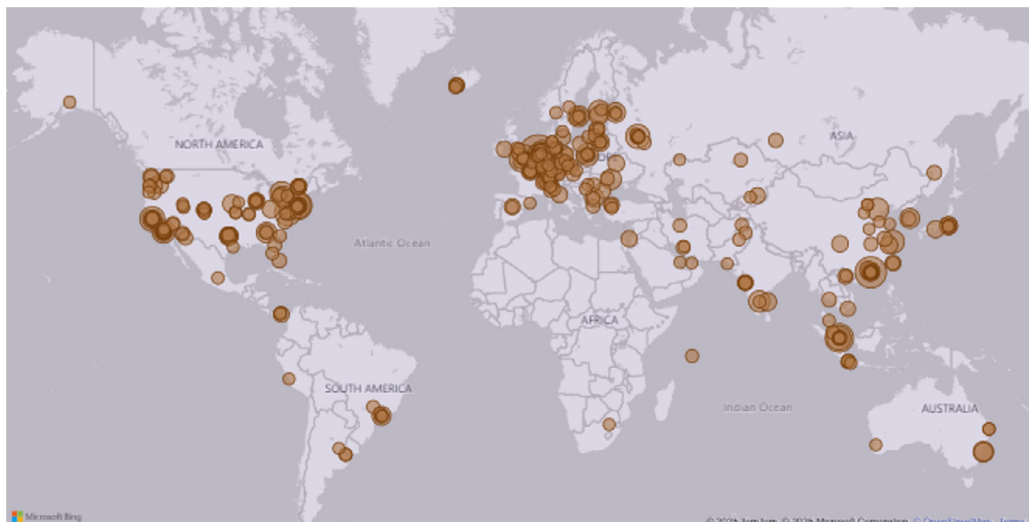 NORTH AMERICA
ASIA
Atlantic Ocean
AFRICA
SOUTH AMERICA
Indian Ocean
AUSTRALIA
Microsoft Bing